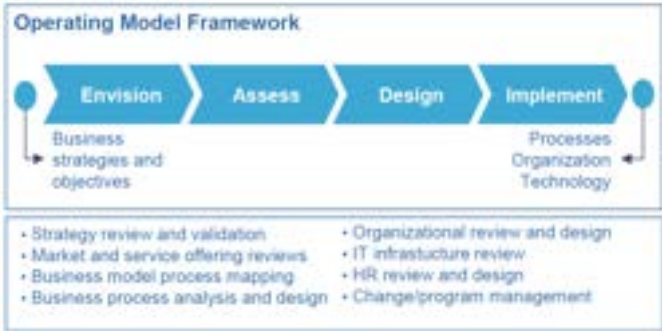 Operating Model Framework
Envision Assess Design Implement
Business
strategies and
objectives
Processes
Organization
Technology
• Strategy review and validation
• Market and service offering reviews
• Business model process mapping
• Business process analysis and design
• Organizational review and design
• IT infrastucture review
• HR review and design
• Change/program management